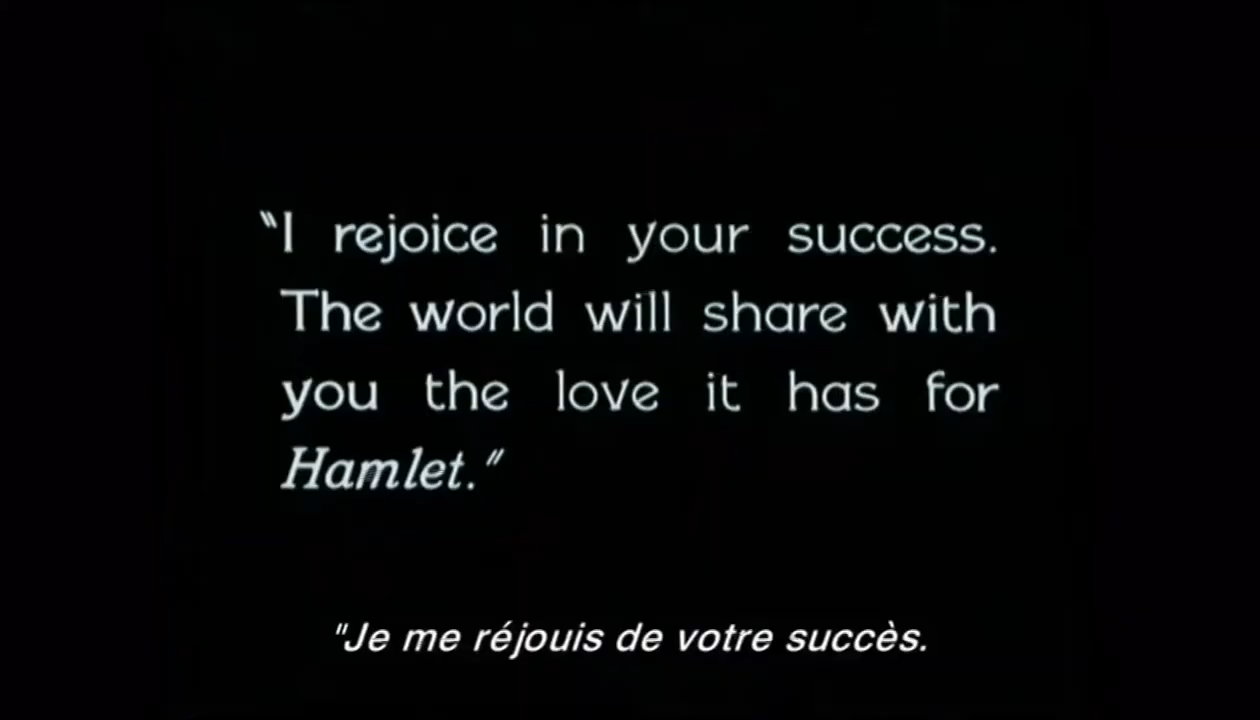 “I rejoice in your success.
The world will share with
you the love it has for
Hamlet.”
"Je me réjouis de votre succès.